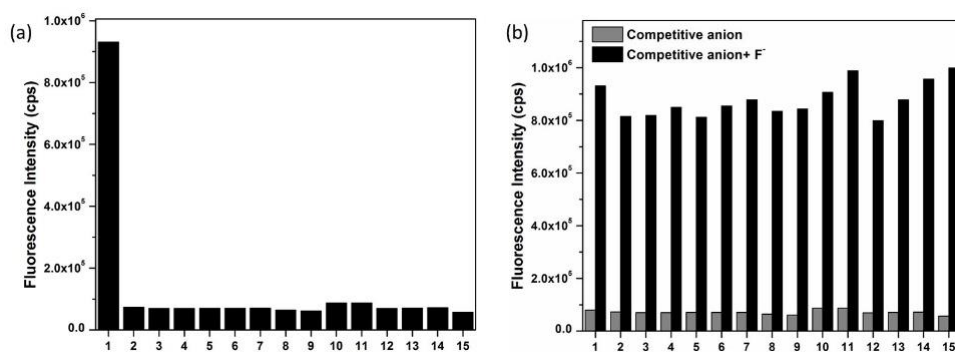 (a)
Fluorescence Intensity (cps)
1.0x10⁶
8.0x10⁵
6.0x10⁵
4.0x10⁵
2.0x10⁵
0.0
1 2 3 4 5 6 7 8 9 10 11 12 13 14 15
(b)
Competitive anion
Competitive anion+ F⁻
Fluorescence Intensity (cps)
1.0x10⁶
8.0x10⁵
6.0x10⁵
4.0x10⁵
2.0x10⁵
0.0
1 2 3 4 5 6 7 8 9 10 11 12 13 14 15